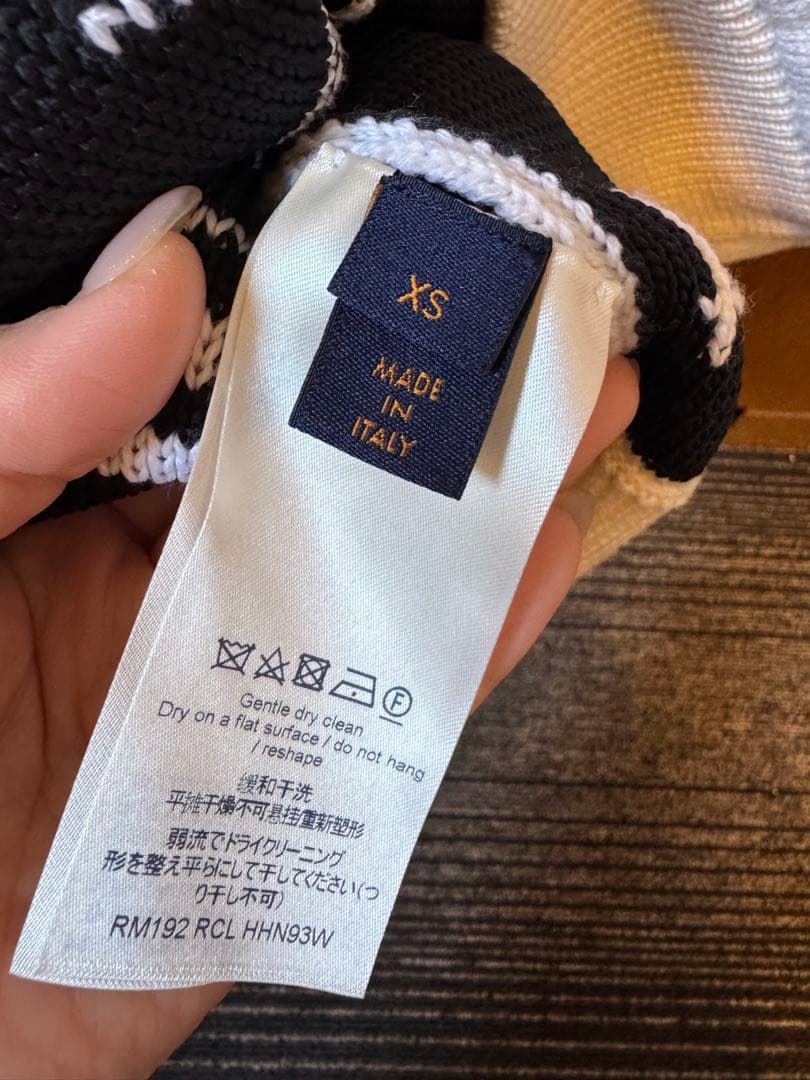 XS
MADE
IN
ITALY
F
Gentle dry clean
Dry on a flat surface / do not hang
/ reshape
缓和干洗
平摊干燥不可悬挂重新塑形
弱流でドライクリーニング
形を整え平らにして干してください(つ
り干し不可)
RM192 RCL HHN93W